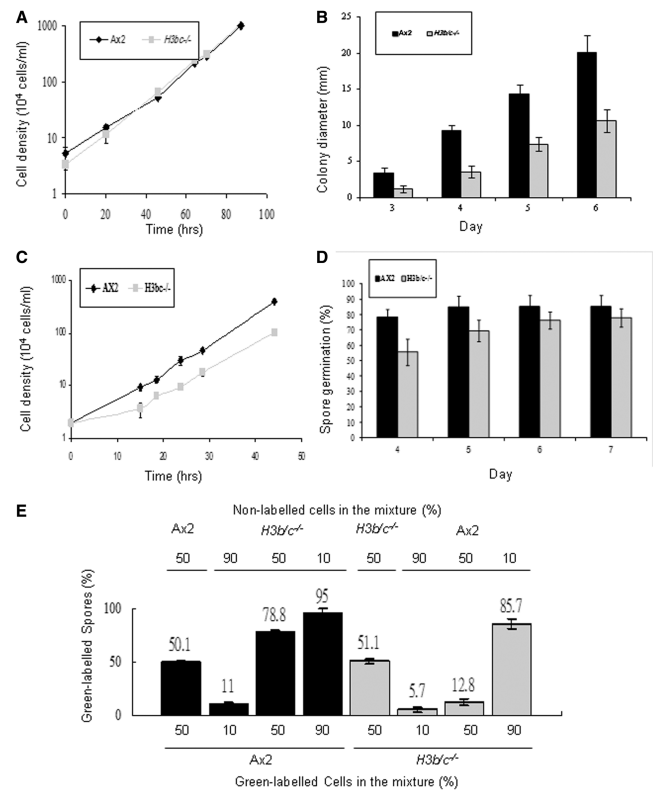 A
Ax2
H3bc-/-
1000
100
10
1
Cell density (10⁴ cells/ml)
0 20 40 60 80 100
Time (hrs)
B
Ax2
H3b/c-/-
25
20
15
10
5
0
Colony diameter (mm)
3 4 5 6
Day
C
AX2
H3bc-/-
1000
100
10
1
Cell density (10⁴ cells/ml)
0 10 20 30 40 50
Time (hrs)
D
AX2
H3b/c-/-
100
90
80
70
60
50
40
30
20
10
0
Spore germination (%)
4 5 6 7
Day
E
Non-labelled cells in the mixture (%)
Ax2 H3b/c-/- H3b/c-/- Ax2
50 90 50 10 50 90 50 10
Green-labelled Spores (%)
100
50
0
50.1 11 78.8 95 51.1 5.7 12.8 85.7
50 10 50 90 50 10 50 90
Ax2 H3b/c-/-
Green-labelled Cells in the mixture (%)